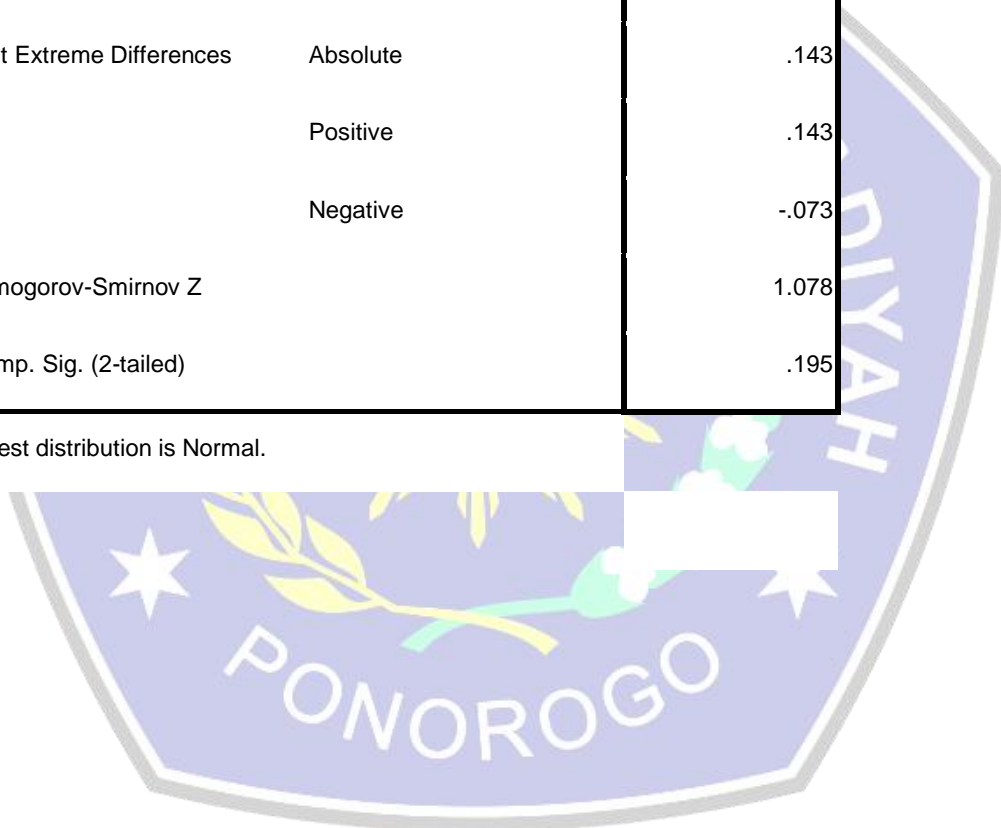 t Extreme Differences Absolute .143
Positive .143
Negative -.073
mogorov-Smirnov Z 1.078
mp. Sig. (2-tailed) .195
est distribution is Normal.
DIYAH
PONOROGO